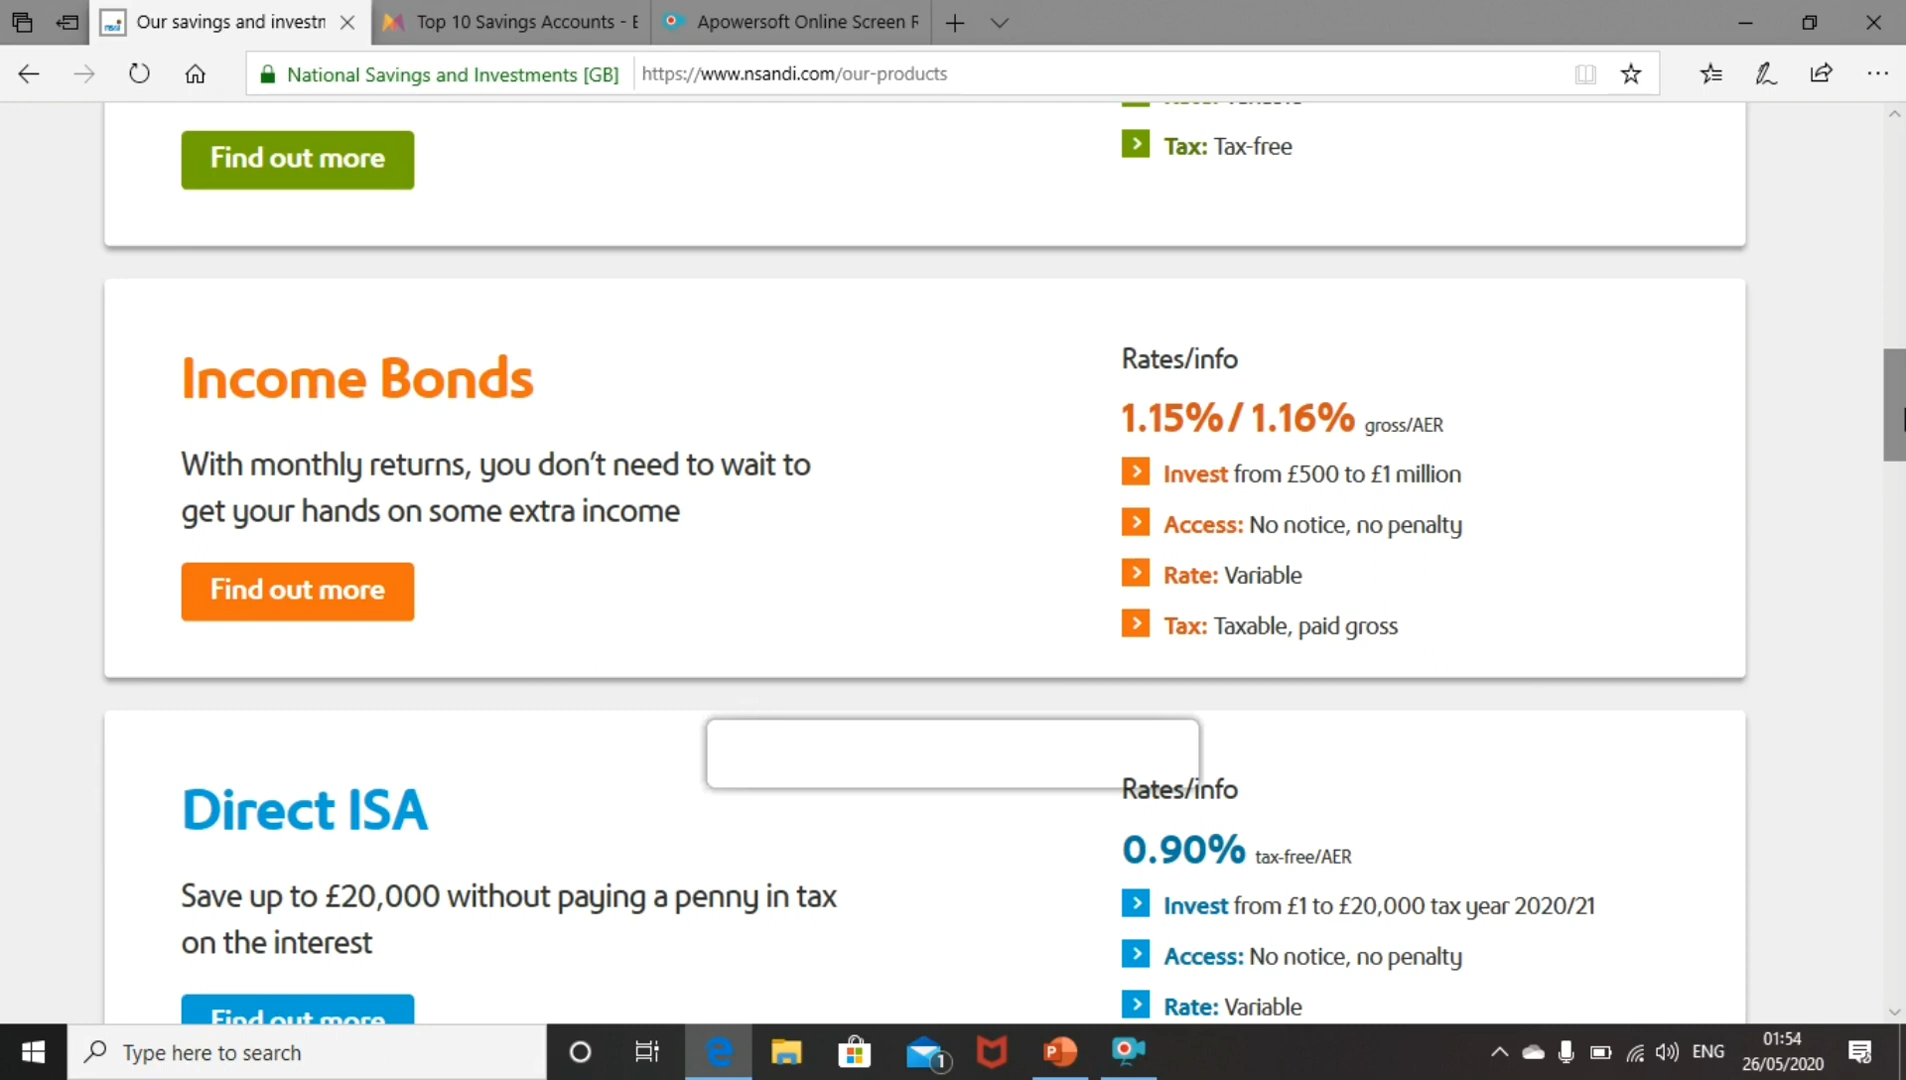 Our savings and investn
Top 10 Savings Accounts - E
Apowersoft Online Screen R
National Savings and Investments [GB]
https://www.nsandi.com/our-products
Find out more
Tax: Tax-free
Income Bonds
With monthly returns, you don't need to wait to
get your hands on some extra income
Find out more
Rates/info
1.15% / 1.16% gross/AER
Invest from £500 to £1 million
Access: No notice, no penalty
Rate: Variable
Tax: Taxable, paid gross
Direct ISA
Save up to £20,000 without paying a penny in tax
on the interest
Find out more
Rates/info
0.90% tax-free/AER
Invest from £1 to £20,000 tax year 2020/21
Access: No notice, no penalty
Rate: Variable
Type here to search
1
ENG
01:54
26/05/2020